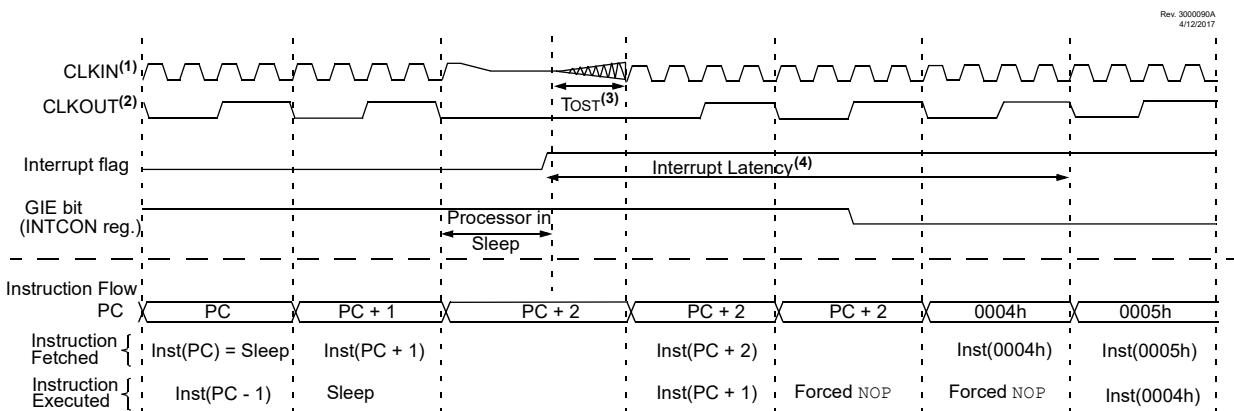 Rev. 3000090A
4/12/2017
CLKIN(1)
CLKOUT(2)
TOST(3)
Interrupt flag
Interrupt Latency(4)
GIE bit
(INTCON reg.)
Processor in
Sleep
Instruction Flow
PC PC PC + 1 PC + 2 PC + 2 PC + 2 0004h 0005h
Instruction
Fetched { Inst(PC) = Sleep Inst(PC + 1) Inst(PC + 2) Inst(0004h) Inst(0005h)
Instruction
Executed { Inst(PC - 1) Sleep Inst(PC + 1) Forced NOP Forced NOP Inst(0004h)